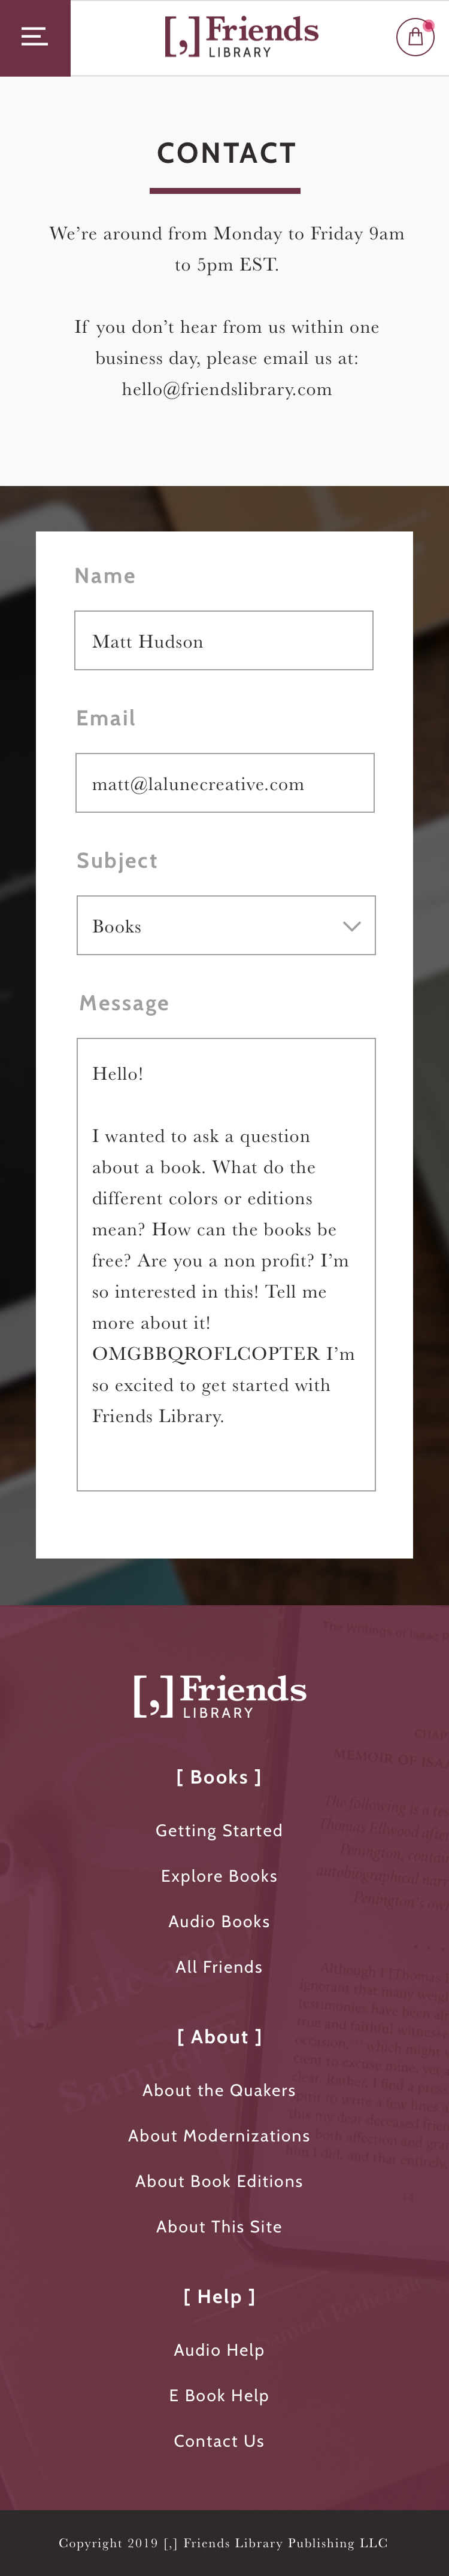 [,] Friends
LIBRARY
CONTACT
We’re around from Monday to Friday 9am
to 5pm EST.
If you don’t hear from us within one
business day, please email us at:
hello@friendslibrary.com
Name
Matt Hudson
Email
matt@lalunecreative.com
Subject
Books
Message
Hello!
I wanted to ask a question
about a book. What do the
different colors or editions
mean? How can the books be
free? Are you a non profit? I’m
so interested in this! Tell me
more about it!
OMGBBQROFLCOPTER I’m
so excited to get started with
Friends Library.
[,] Friends
LIBRARY
[ Books ]
Getting Started
Explore Books
Audio Books
All Friends
[ About ]
About the Quakers
About Modernizations
About Book Editions
About This Site
[ Help ]
Audio Help
E Book Help
Contact Us
Copyright 2019 [,] Friends Library Publishing LLC